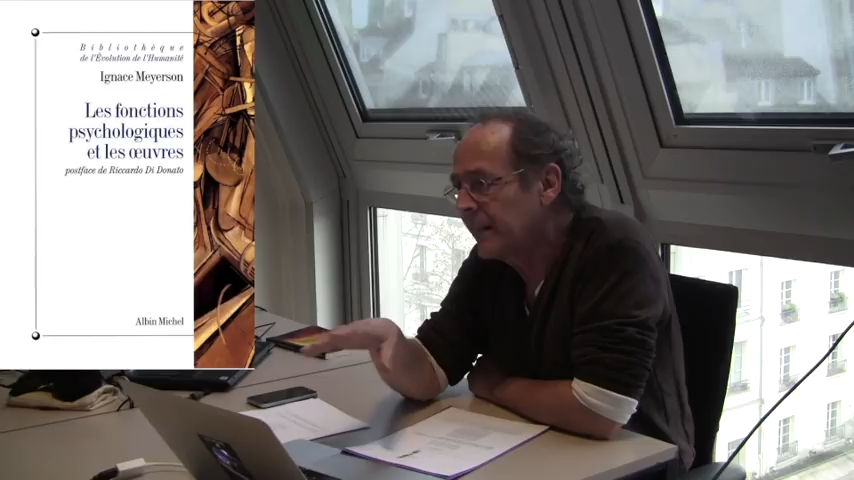 Bibliothèque
de l'Évolution de l'Humanité
Ignace Meyerson
Les fonctions
psychologiques
et les œuvres
postface de Riccardo Di Donato
Albin Michel